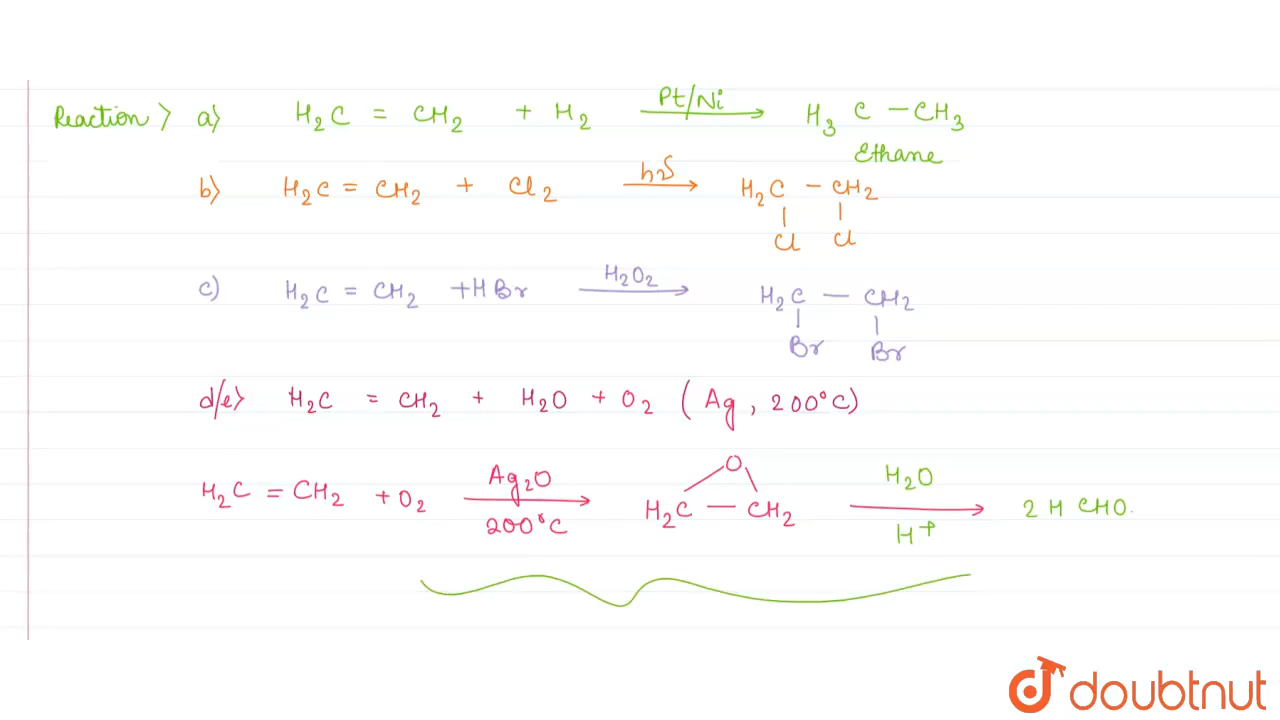 Reaction > a) H2C = CH2 + H2 Pt/Ni → H3C – CH3
Ethane
b) H2C = CH2 + Cl2 hν → H2C – CH2
| |
Cl Cl
c) H2C = CH2 + HBr H2O2 → H2C – CH2
| |
Br Br
d/e) H2C = CH2 + H2O + O2 (Ag, 200°C)
O
H2C = CH2 + O2 Ag2O 200°C → H2C – CH2 H2O H+ → 2 H CHO.
doubtnut